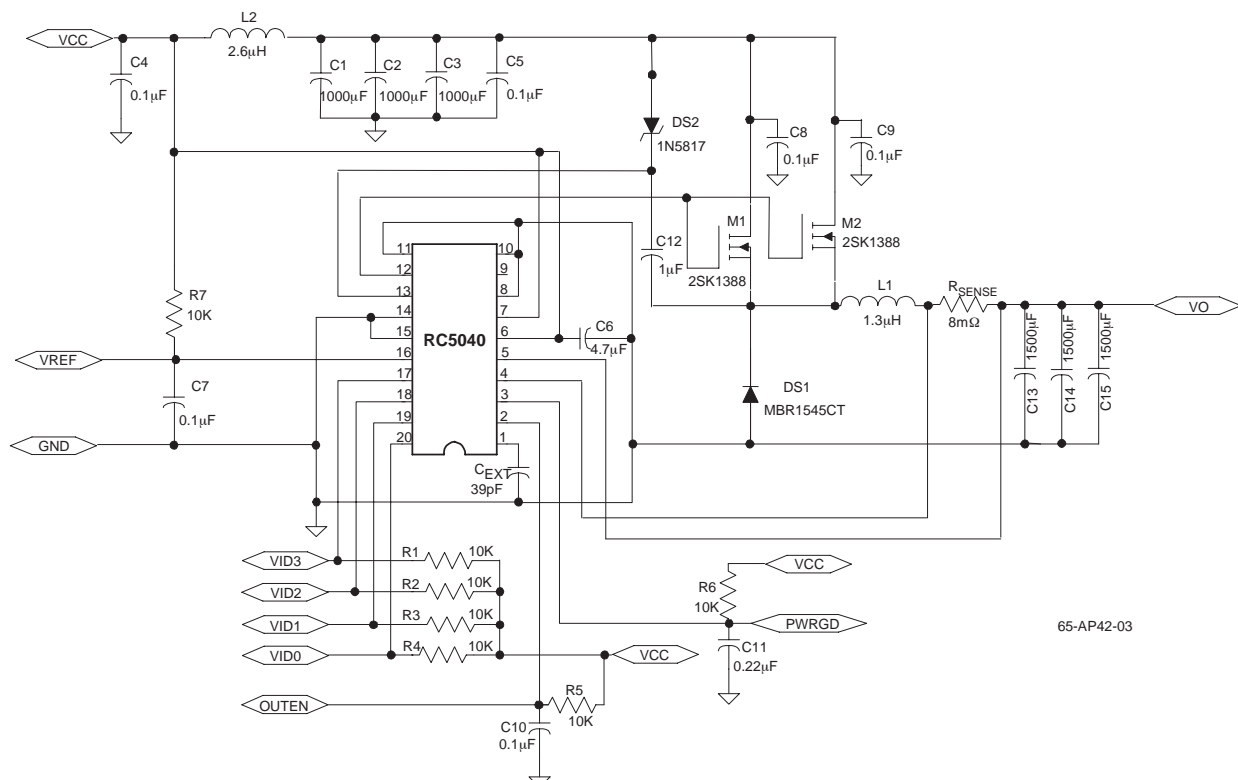 L2
VCC
2.6µH
C4
0.1µF
C1
1000µF
C2
1000µF
C3
1000µF
C5
0.1µF
DS2
1N5817
C8
0.1µF
C9
0.1µF
M1
2SK1388
M2
2SK1388
C12
1µF
11
12
13
14
15
16
17
18
19
20
RC5040
10
9
8
7
6
5
4
3
2
1
R7
10K
C6
4.7µF
L1
1.3µH
RSENSE
8mΩ
VO
1500µF
C13
1500µF
C14
1500µF
C15
VREF
C7
0.1µF
DS1
MBR1545CT
GND
CEXT
39pF
VID3
R1
10K
VID2
R2
10K
VID1
R3
10K
VID0
R4
10K
VCC
VCC
R6
10K
PWRGD
C11
0.22µF
65-AP42-03
OUTEN
R5
10K
C10
0.1µF